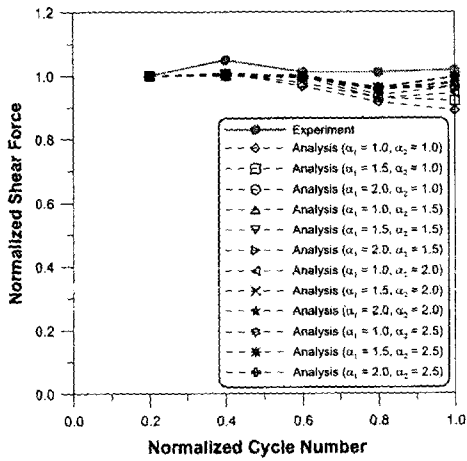 Normalized Shear Force
1.2
1.0
0.8
0.6
0.4
0.2
0.0
Experiment
Analysis (α₁ = 1.0, α₂ = 1.0)
Analysis (α₁ = 1.5, α₂ = 1.0)
Analysis (α₁ = 2.0, α₂ = 1.0)
Analysis (α₁ = 1.0, α₂ = 1.5)
Analysis (α₁ = 1.5, α₂ = 1.5)
Analysis (α₁ = 2.0, α₂ = 1.5)
Analysis (α₁ = 1.0, α₂ = 2.0)
Analysis (α₁ = 1.5, α₂ = 2.0)
Analysis (α₁ = 2.0, α₂ = 2.0)
Analysis (α₁ = 1.0, α₂ = 2.5)
Analysis (α₁ = 1.5, α₂ = 2.5)
Analysis (α₁ = 2.0, α₂ = 2.5)
0.0 0.2 0.4 0.6 0.8 1.0
Normalized Cycle Number